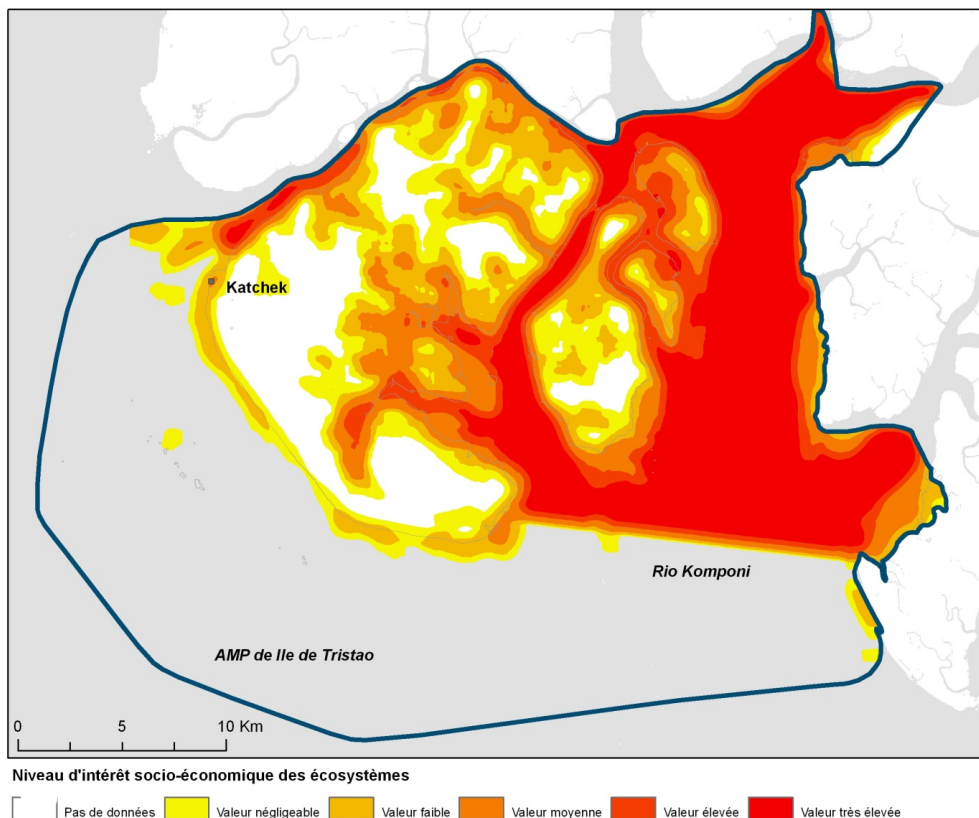 Katchek
Rio Komponi
AMP de Ile de Tristao
0 5 10 Km
Niveau d'intérêt socio-économique des écosystèmes
Pas de données Valeur négligeable Valeur faible Valeur moyenne Valeur élevée Valeur très élevée